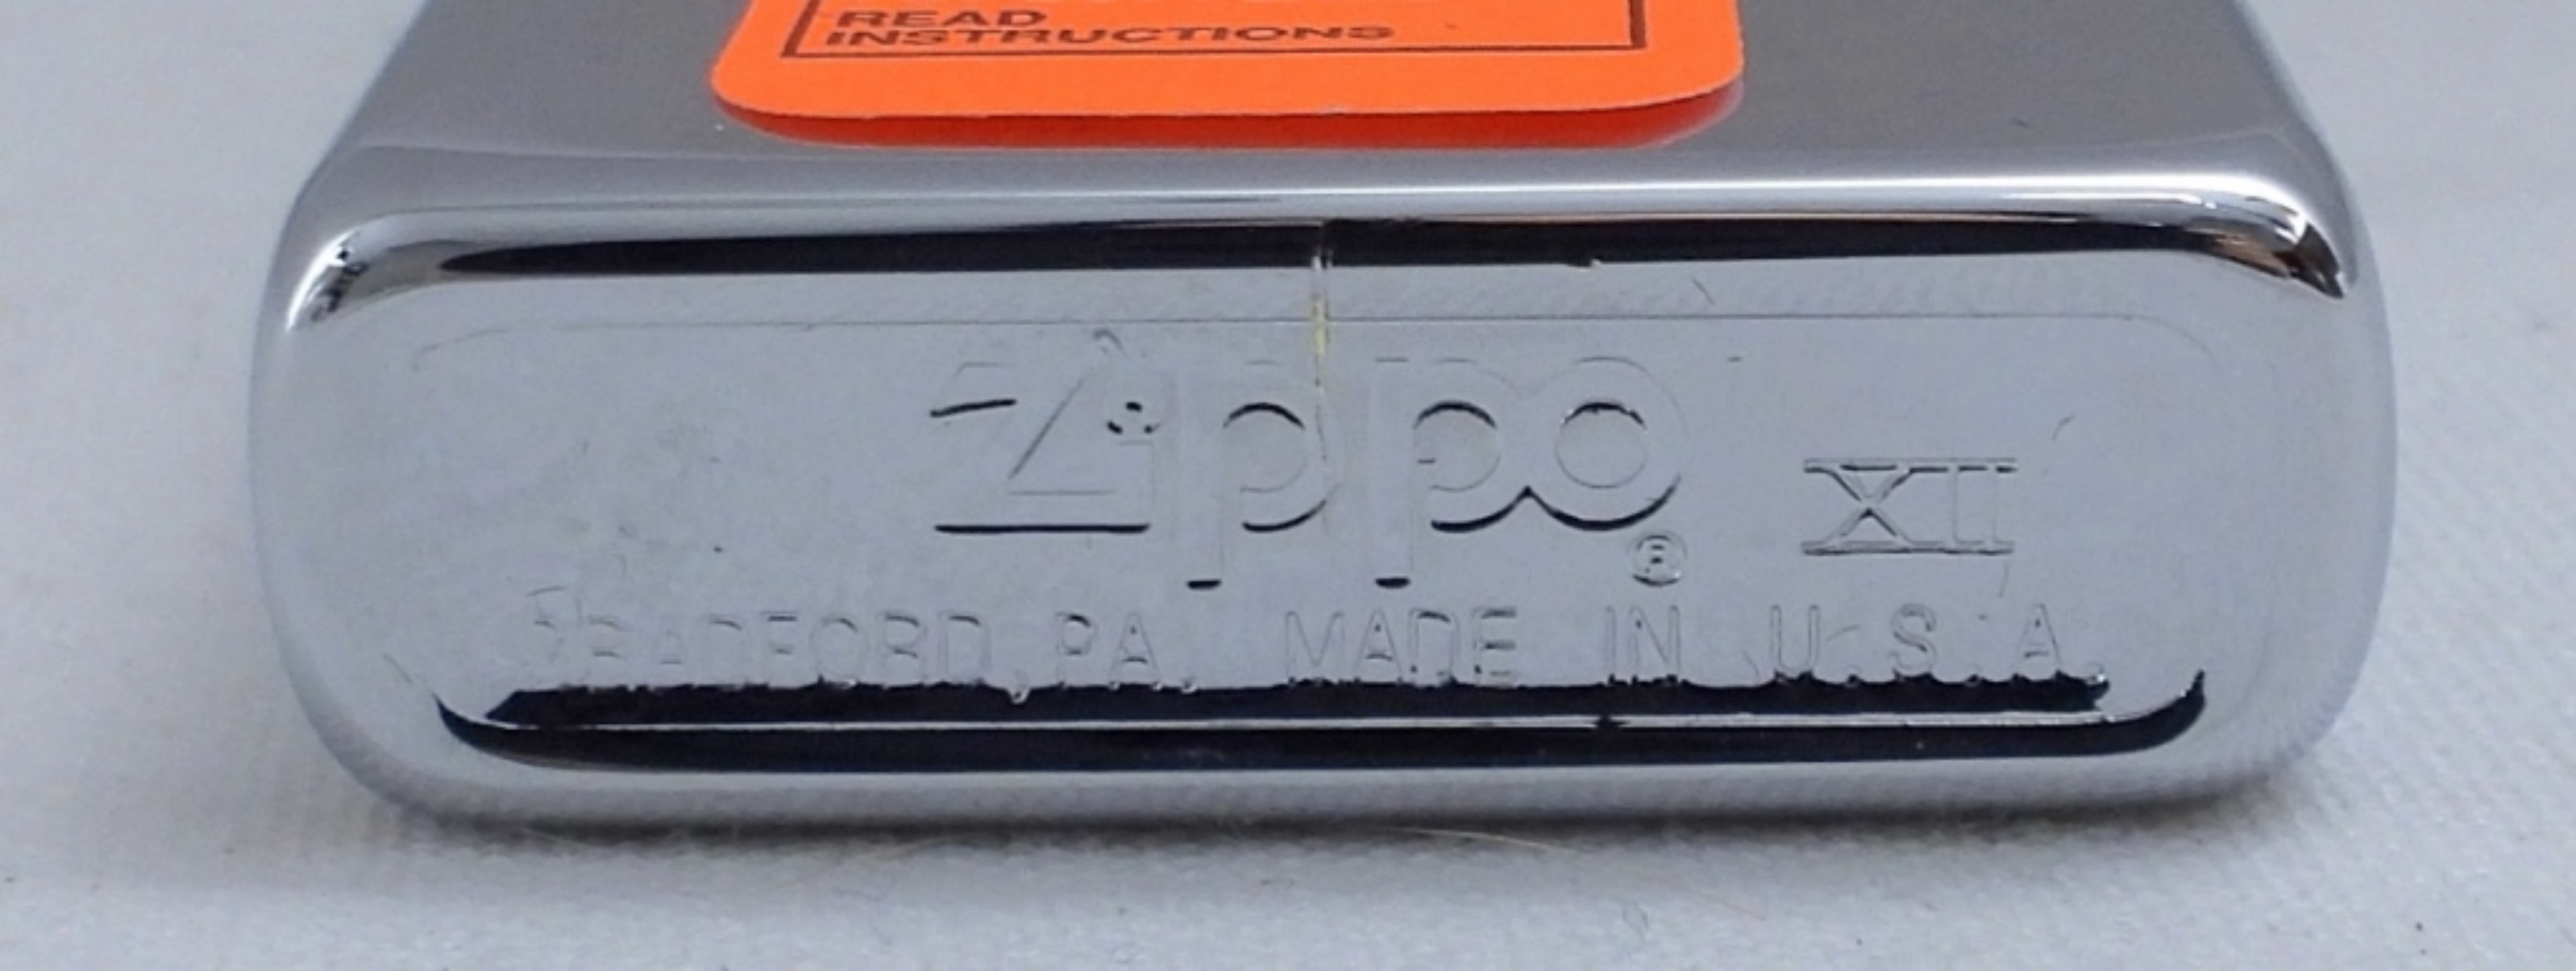 READ
INSTRUCTIONS
Zippo® XII
BRADFORD, PA. MADE IN U.S.A.